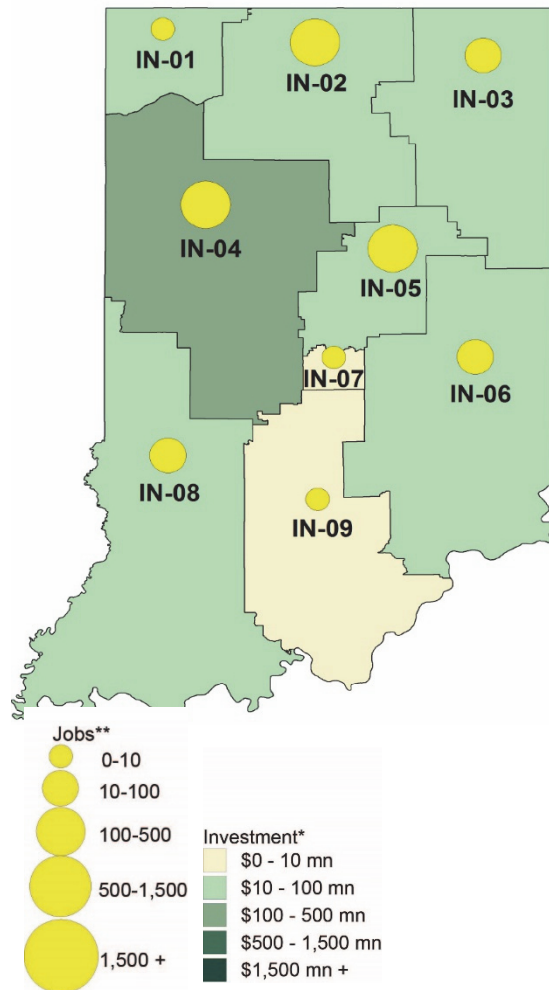 IN-01
IN-02
IN-03
IN-04
IN-05
IN-07
IN-06
IN-08
IN-09
Jobs**
0-10
10-100
100-500
500-1,500
1,500 +
Investment*
$0 - 10 mn
$10 - 100 mn
$100 - 500 mn
$500 - 1,500 mn
$1,500 mn +